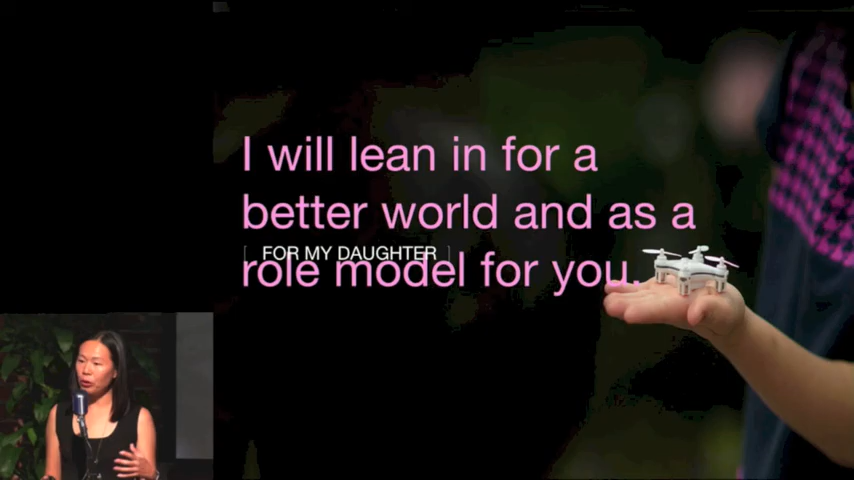 I will lean in for a
better world and as a
[ FOR MY DAUGHTER ]
role model for you.